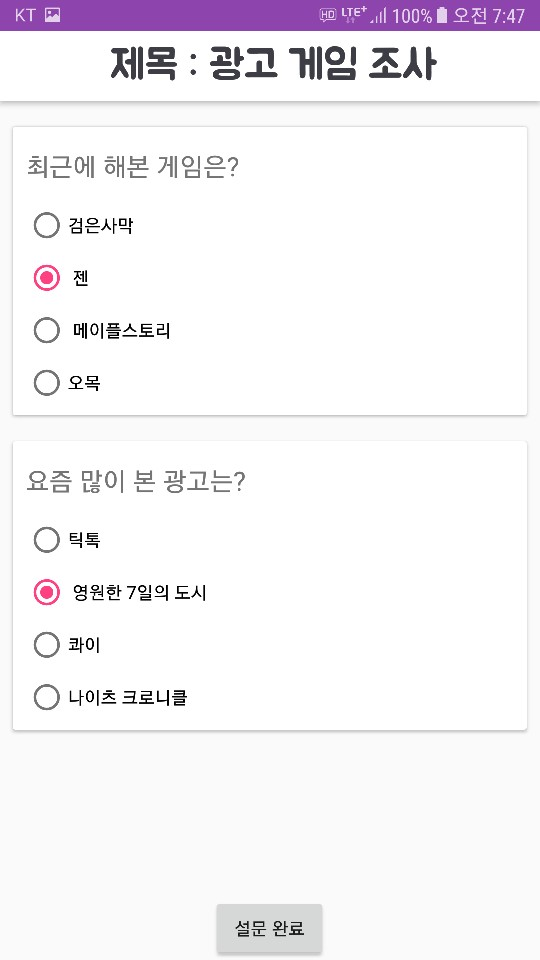 KT HD LTE+ 100% 오전 7:47
제목 : 광고 게임 조사
최근에 해본 게임은?
검은사막
젠
메이플스토리
오목
요즘 많이 본 광고는?
틱톡
영원한 7일의 도시
콰이
나이츠 크로니클
설문 완료